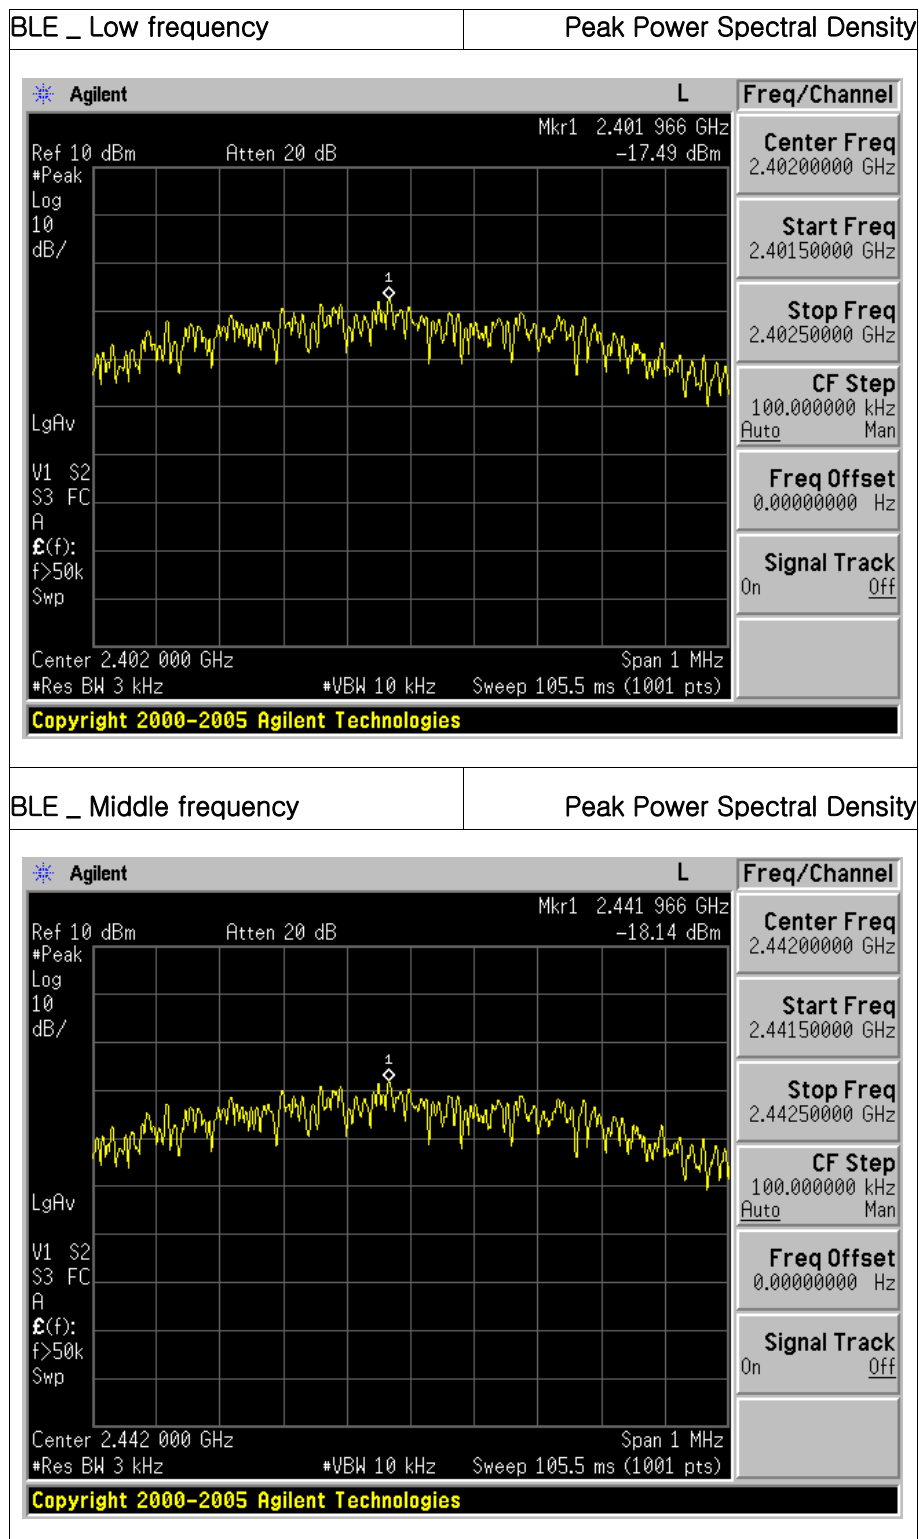 BLE _ Low frequency Peak Power Spectral Density
Agilent L Freq/Channel
Mkr1 2.401 966 GHz
Ref 10 dBm Atten 20 dB -17.49 dBm
#Peak
Log
10
dB/
1
LgAv
V1 S2
S3 FC
A
£(f):
f>50k
Swp
Center 2.402 000 GHz Span 1 MHz
#Res BW 3 kHz #VBW 10 kHz Sweep 105.5 ms (1001 pts)
Copyright 2000-2005 Agilent Technologies
Center Freq
2.40200000 GHz
Start Freq
2.40150000 GHz
Stop Freq
2.40250000 GHz
CF Step
100.000000 kHz
Auto Man
Freq Offset
0.00000000 Hz
Signal Track
On Off
BLE _ Middle frequency Peak Power Spectral Density
Agilent L Freq/Channel
Mkr1 2.441 966 GHz
Ref 10 dBm Atten 20 dB -18.14 dBm
#Peak
Log
10
dB/
1
LgAv
V1 S2
S3 FC
A
£(f):
f>50k
Swp
Center 2.442 000 GHz Span 1 MHz
#Res BW 3 kHz #VBW 10 kHz Sweep 105.5 ms (1001 pts)
Copyright 2000-2005 Agilent Technologies
Center Freq
2.44200000 GHz
Start Freq
2.44150000 GHz
Stop Freq
2.44250000 GHz
CF Step
100.000000 kHz
Auto Man
Freq Offset
0.00000000 Hz
Signal Track
On Off